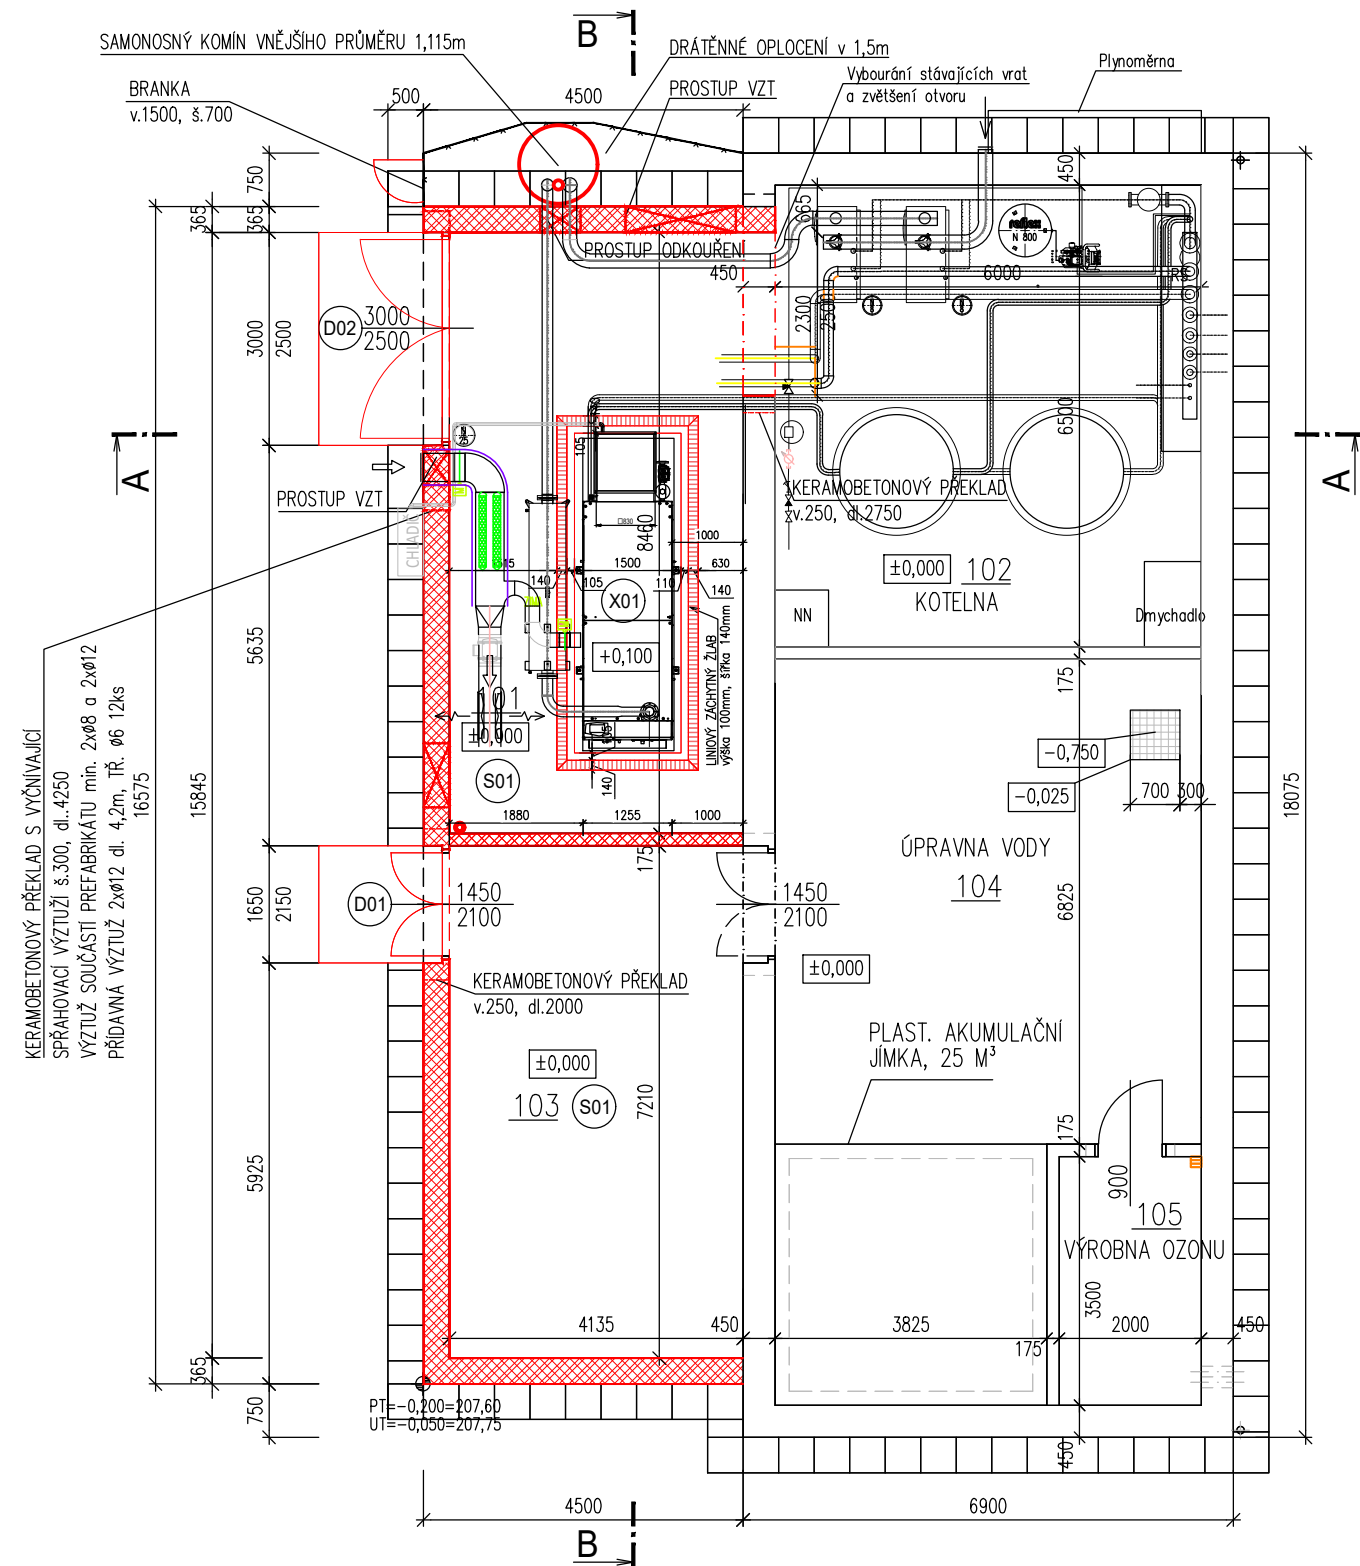 B
SAMONOSNÝ KOMÍN VNĚJŠÍHO PRŮMĚRU 1,115m
DRÁTĚNNÉ OPLOCENÍ v 1,5m
Plynoměrna
Vybourání stávajících vrat
a zvětšení otvoru
BRANKA
v.1500, š.700
500
4500
PROSTUP VZT
750
365
365
450
565
reflex
N 800
PROSTUP ODKOUŘENÍ
450
6000
RS
D02
3000
2500
3000
2500
2300
2500
6500
A
A
105
PROSTUP VZT
CHLADIČ
KERAMOBETONOVÝ PŘEKLAD
v.250, dl.2750
□830
8460
1000
1500
630
140
105
110
140
X01
±0,000
102
KOTELNA
NN
Dmychadlo
+0,100
LINIOVÝ ZÁCHYTNÝ ŽLAB
výška 100mm, šířka 140mm
5635
175
101
±0,000
S01
140
-0,750
-0,025
700
300
KERAMOBETONOVÝ PŘEKLAD S VYČNÍVAJÍCÍ
SPŘAHOVACÍ VÝZTUŽÍ š.300, dl..4250
VÝZTUŽ SOUČÁSTÍ PREFABRIKÁTU min. 2xø8 a 2xø12
PŘÍDAVNÁ VÝZTUŽ 2xø12 dl. 4,2m, TŘ. ø6 12ks
16575
15845
18075
1880
1255
1000
175
ÚPRAVNA VODY
104
1650
2150
D01
1450
2100
1450
2100
6825
±0,000
KERAMOBETONOVÝ PŘEKLAD
v.250, dl.2000
PLAST. AKUMULAČNÍ
JÍMKA, 25 M³
±0,000
103
S01
7210
175
5925
900
105
VÝROBNA OZONU
3500
4135
450
3825
175
2000
450
365
750
PT=-0,200=207,60
UT=-0,050=207,75
450
4500
6900
B